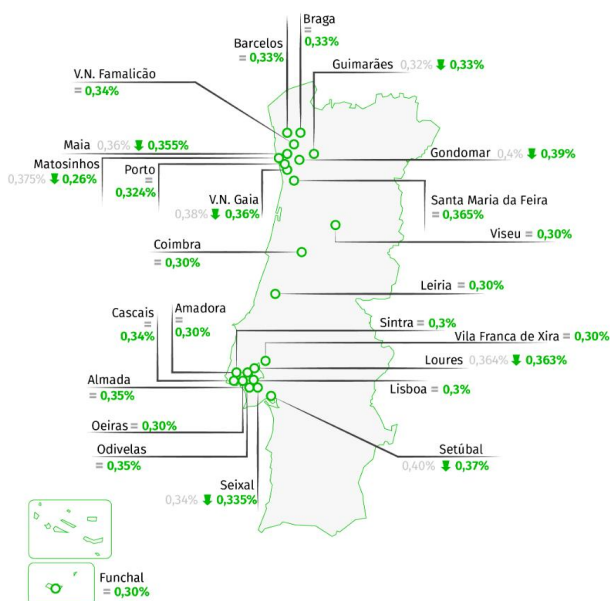 Braga
=
0,33%
Barcelos
= 0,33%
Guimarães 0,32% 0,33%
V.N. Famalicão
= 0,34%
Maia 0,36% 0,355%
Gondomar 0,4% 0,39%
Matosinhos
0,375% 0,26%
Porto
=
0,324%
V.N. Gaia
0,38% 0,36%
Santa Maria da Feira
= 0,365%
Viseu = 0,30%
Coimbra
= 0,30%
Leiria = 0,30%
Cascais
=
0,34%
Amadora
=
0,30%
Sintra = 0,3%
Vila Franca de Xira = 0,30%
Loures 0,364% 0,363%
Almada
= 0,35%
Lisboa = 0,3%
Oeiras = 0,30%
Odivelas
= 0,35%
Setúbal
0,40% 0,37%
Seixal
0,34% 0,335%
Funchal
= 0,30%